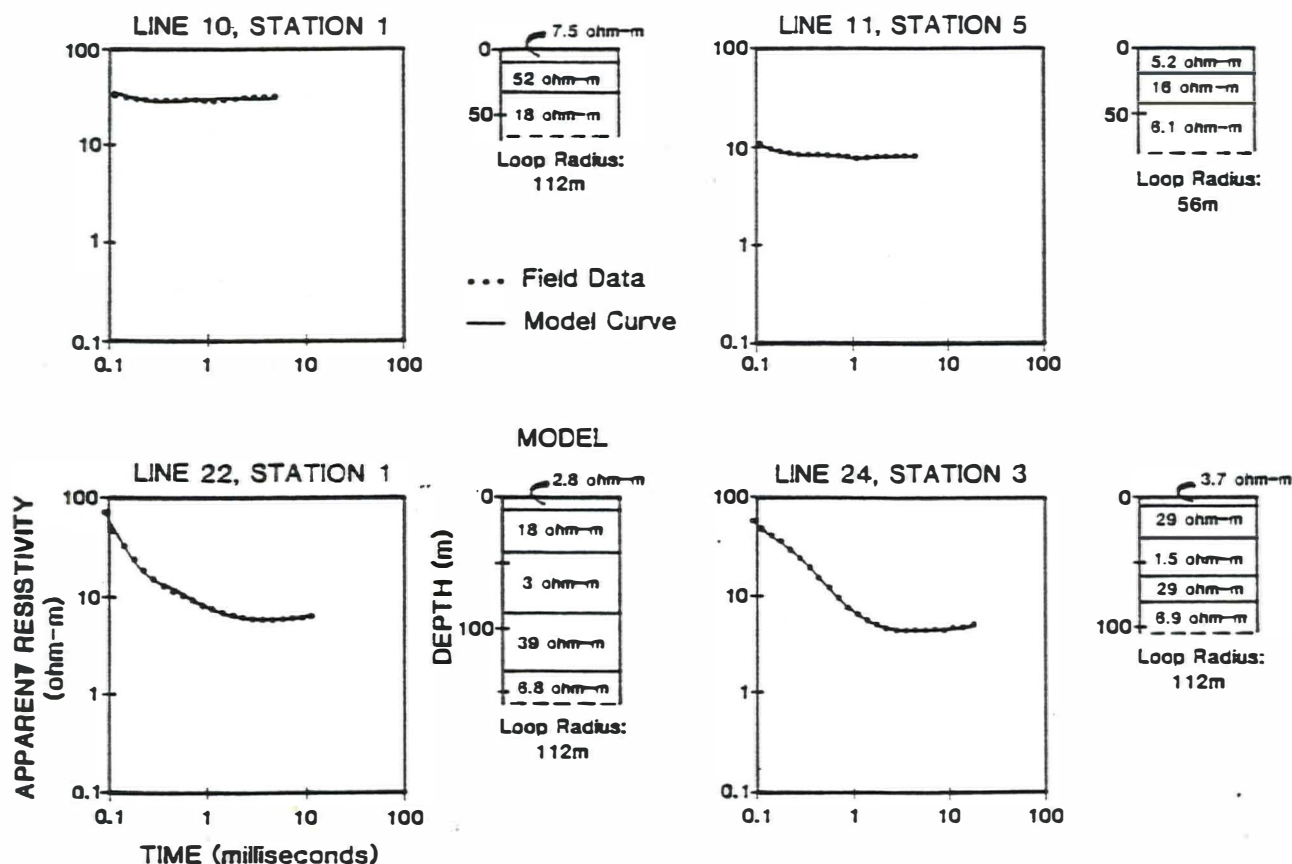 LINE 10, STATION 1
100
10
1
0.1
0.1 1 10 100
0
50
7.5 ohm-m
52 ohm-m
18 ohm-m
Loop Radius:
112m
LINE 11, STATION 5
100
10
1
0.1
0.1 1 10 100
0
50
5.2 ohm-m
16 ohm-m
6.1 ohm-m
Loop Radius:
56m
Field Data
Model Curve
MODEL
LINE 22, STATION 1
APPARENT RESISTIVITY
(ohm-m)
100
10
1
0.1
0.1 1 10 100
TIME (milliseconds)
DEPTH (m)
0
100
2.8 ohm-m
18 ohm-m
3 ohm-m
39 ohm-m
6.8 ohm-m
Loop Radius:
112m
LINE 24, STATION 3
100
10
1
0.1
0.1 1 10 100
0
100
3.7 ohm-m
29 ohm-m
1.5 ohm-m
29 ohm-m
6.9 ohm-m
Loop Radius:
112m